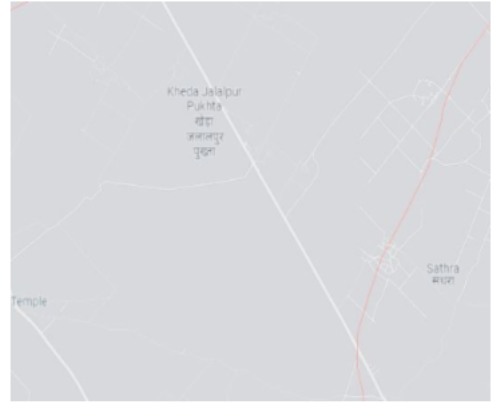 Kheda Jalalpur
Pukhta
खेड़ा
जलालपुर
पुख्ता
Sathra
सथरा
Temple